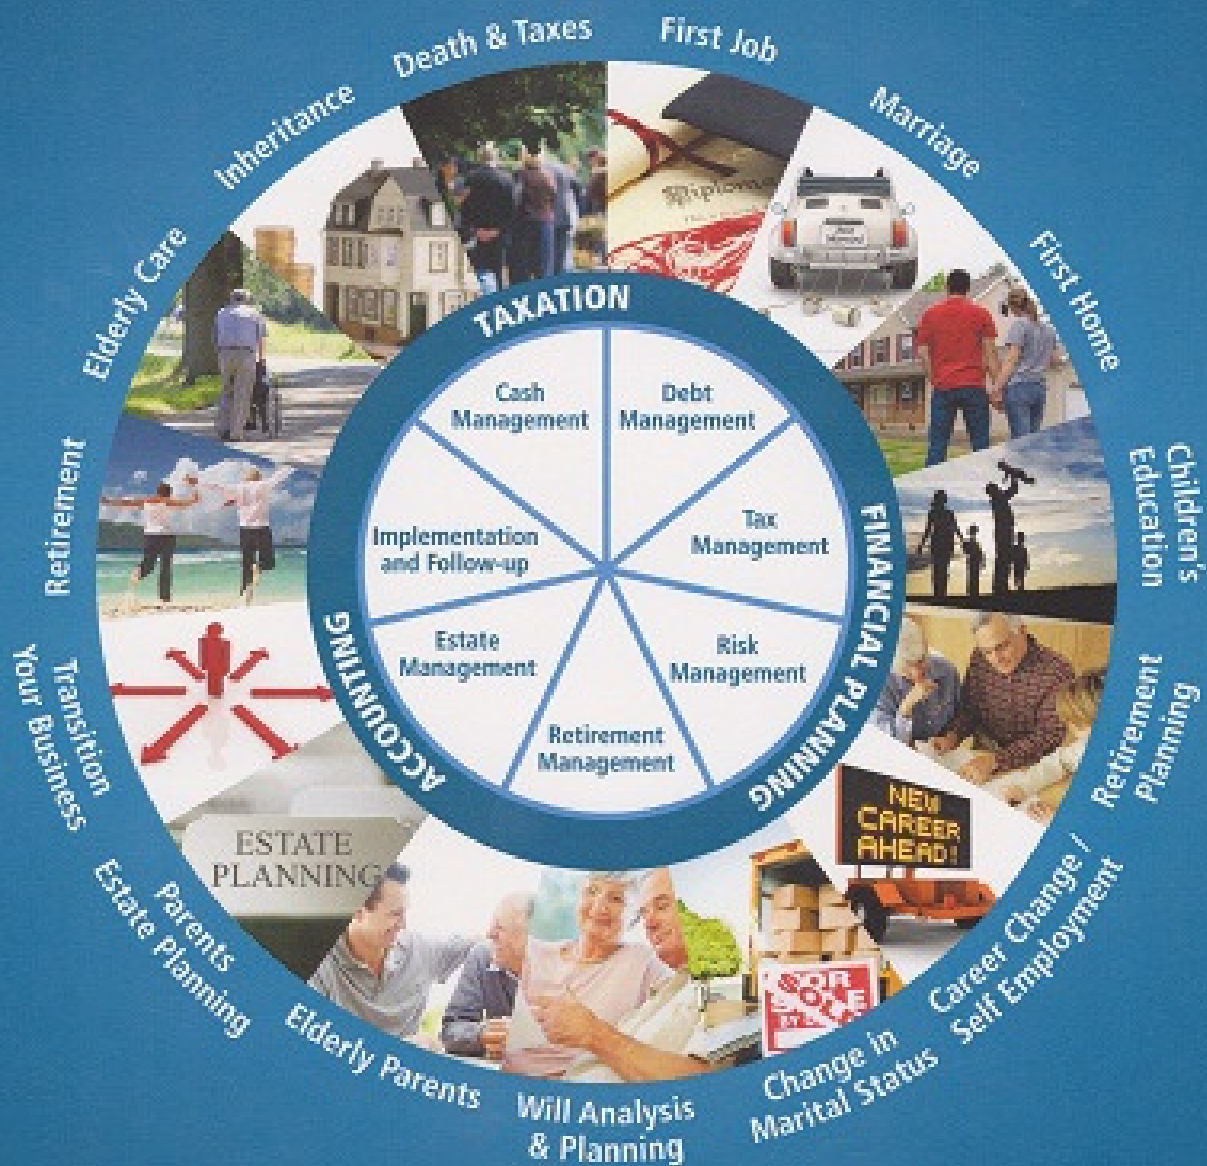 Death & Taxes
First Job
Marriage
First Home
Children's
Education
Retirement
Planning
Career Change /
Self Employment
Change in
Marital Status
Will Analysis
& Planning
Elderly Parents
Parents
Estate Planning
Transition
Your Business
Retirement
Elderly Care
Inheritance
TAXATION
FINANCIAL PLANNING
ACCOUNTING
Cash
Management
Debt
Management
Tax
Management
Risk
Management
Retirement
Management
Estate
Management
Implementation
and Follow-up
Diploma
NEW
CAREER
AHEAD!
ESTATE
PLANNING